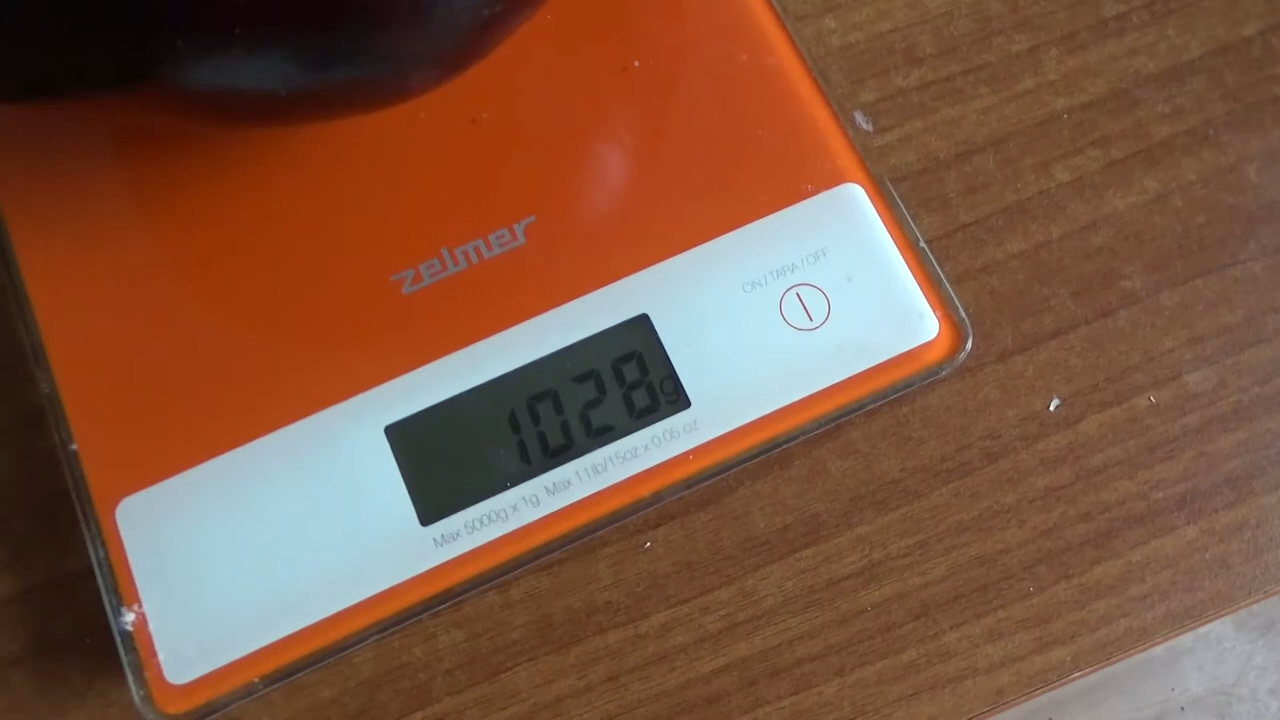 zelmer
ON / TARA / OFF
1028g
Max 5000g x 1g Max 11lb/15oz x 0.05 oz